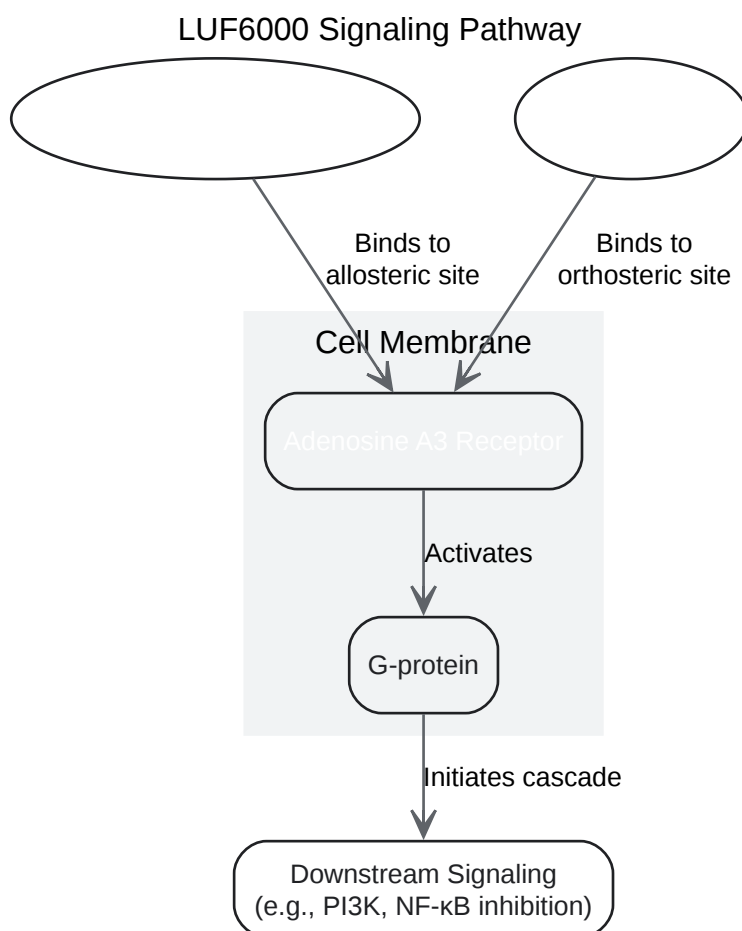 LUF6000 Signaling Pathway
Binds to
allosteric site
Binds to
orthosteric site
Cell Membrane
Adenosine A3 Receptor
Activates
G-protein
Initiates cascade
Downstream Signaling
(e.g., PI3K, NF-κB inhibition)